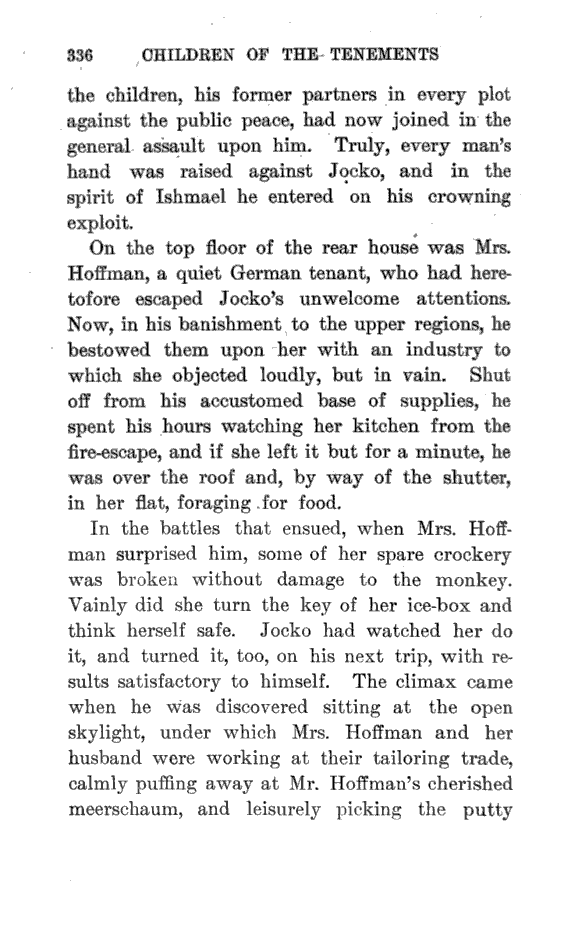 336 CHILDREN OF THE TENEMENTS
the children, his former partners in every plot
against the public peace, had now joined in the
general assault upon him. Truly, every man's
hand was raised against Jocko, and in the
spirit of Ishmael he entered on his crowning
exploit.
On the top floor of the rear house was Mrs.
Hoffman, a quiet German tenant, who had here-
tofore escaped Jocko's unwelcome attentions.
Now, in his banishment to the upper regions, he
bestowed them upon her with an industry to
which she objected loudly, but in vain. Shut
off from his accustomed base of supplies, he
spent his hours watching her kitchen from the
fire-escape, and if she left it but for a minute, he
was over the roof and, by way of the shutter,
in her flat, foraging for food.
In the battles that ensued, when Mrs. Hoff-
man surprised him, some of her spare crockery
was broken without damage to the monkey.
Vainly did she turn the key of her ice-box and
think herself safe. Jocko had watched her do
it, and turned it, too, on his next trip, with re-
sults satisfactory to himself. The climax came
when he was discovered sitting at the open
skylight, under which Mrs. Hoffman and her
husband were working at their tailoring trade,
calmly puffing away at Mr. Hoffman's cherished
meerschaum, and leisurely picking the putty